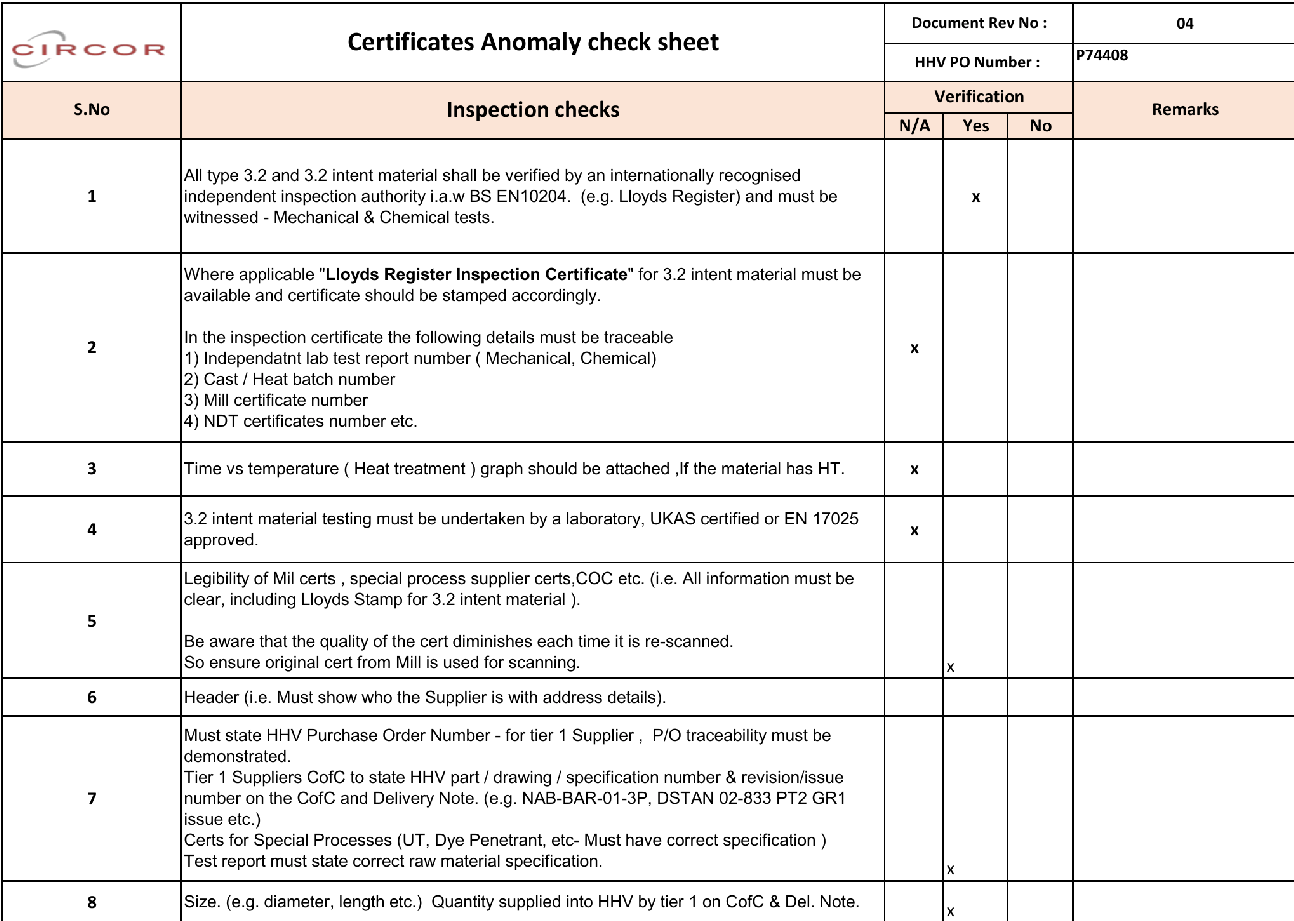 CIRCOR
Certificates Anomaly check sheet
Document Rev No :
04
HHV PO Number :
P74408
S.No
Inspection checks
Verification
Remarks
N/A
Yes
No
1
All type 3.2 and 3.2 intent material shall be verified by an internationally recognised
independent inspection authority i.a.w BS EN10204.  (e.g. Lloyds Register) and must be
witnessed - Mechanical & Chemical tests.
x
2
Where applicable "Lloyds Register Inspection Certificate" for 3.2 intent material must be
available and certificate should be stamped accordingly.
In the inspection certificate the following details must be traceable
1) Independatnt lab test report number ( Mechanical, Chemical)
2) Cast / Heat batch number
3) Mill certificate number
4) NDT certificates number etc.
x
3
Time vs temperature ( Heat treatment ) graph should be attached ,If the material has HT.
x
4
3.2 intent material testing must be undertaken by a laboratory, UKAS certified or EN 17025
approved.
x
5
Legibility of Mil certs , special process supplier certs,COC etc. (i.e. All information must be
clear, including Lloyds Stamp for 3.2 intent material ).
Be aware that the quality of the cert diminishes each time it is re-scanned.
So ensure original cert from Mill is used for scanning.
x
6
Header (i.e. Must show who the Supplier is with address details).
7
Must state HHV Purchase Order Number - for tier 1 Supplier ,  P/O traceability must be
demonstrated.
Tier 1 Suppliers CofC to state HHV part / drawing / specification number & revision/issue
number on the CofC and Delivery Note. (e.g. NAB-BAR-01-3P, DSTAN 02-833 PT2 GR1
issue etc.)
Certs for Special Processes (UT, Dye Penetrant, etc- Must have correct specification )
Test report must state correct raw material specification.
x
8
Size. (e.g. diameter, length etc.)  Quantity supplied into HHV by tier 1 on CofC & Del. Note.
x